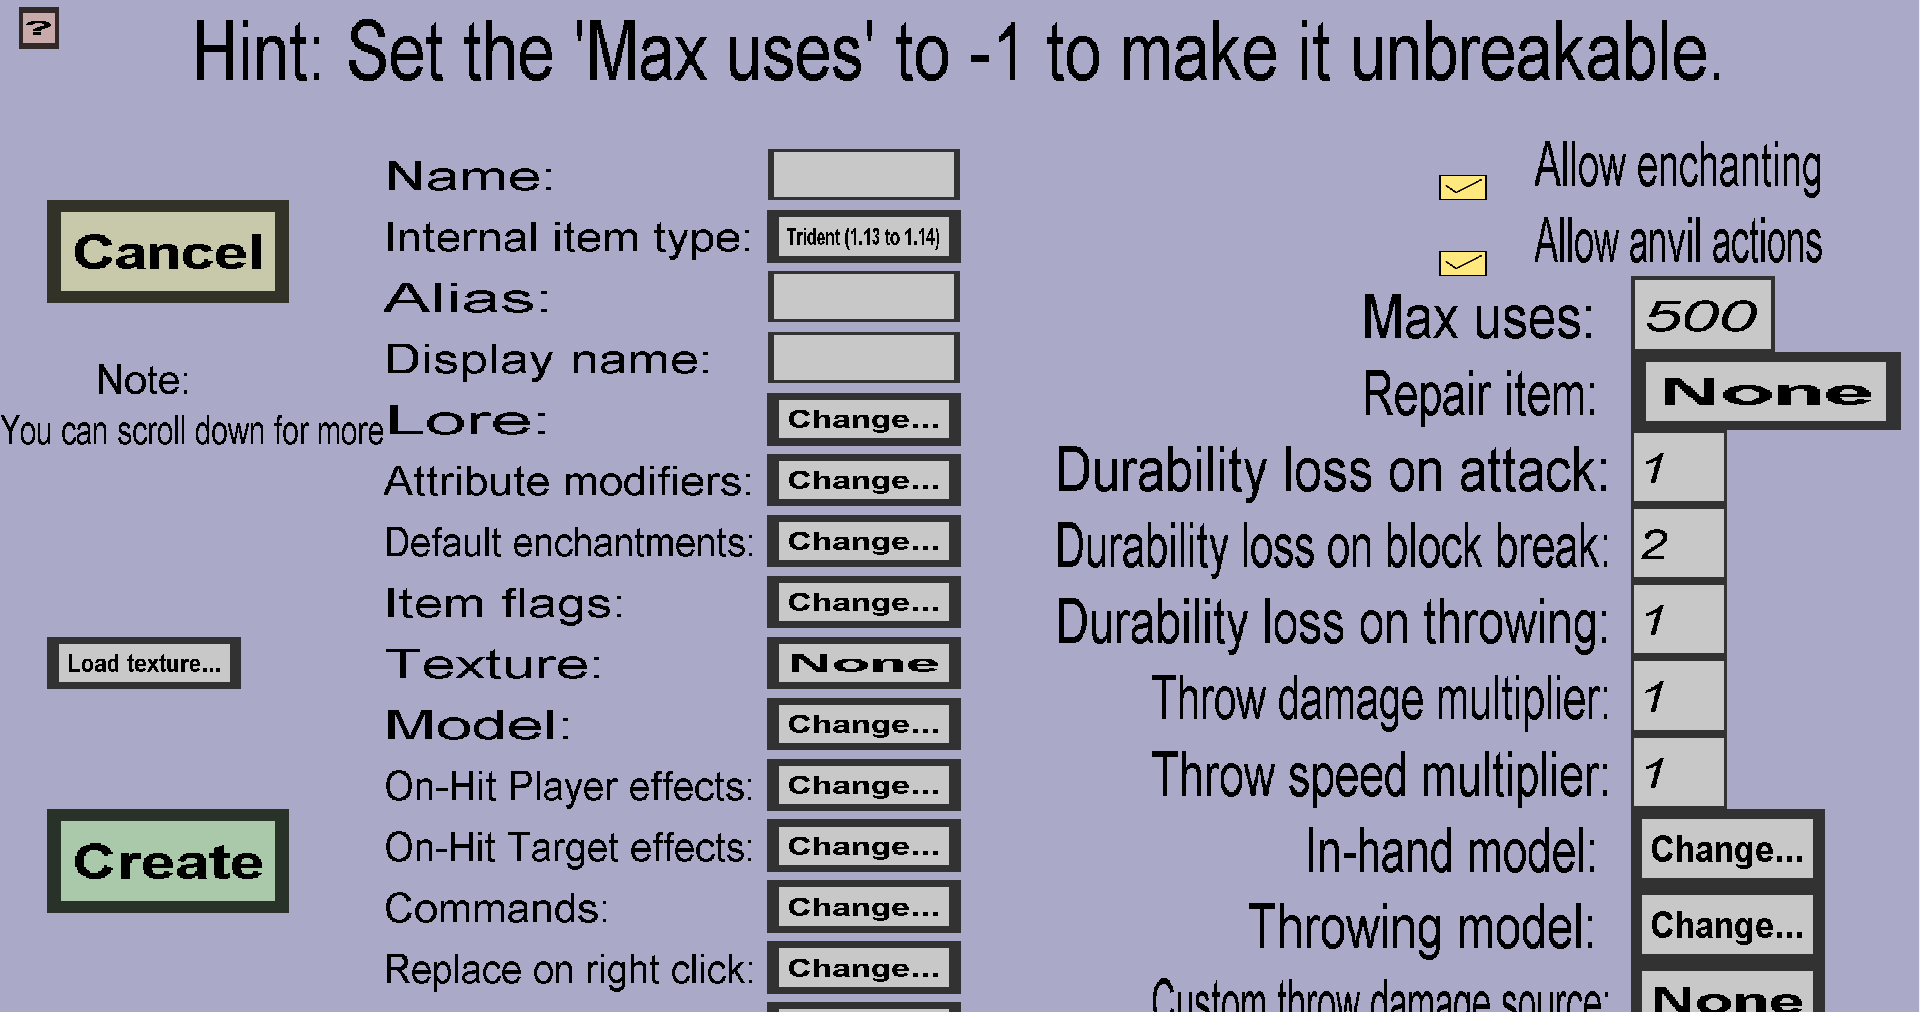 ?
Hint: Set the 'Max uses' to -1 to make it unbreakable.
Cancel
Note:
You can scroll down for more
Load texture...
Create
Name:
Internal item type: Trident (1.13 to 1.14)
Alias:
Display name:
Lore: Change...
Attribute modifiers: Change...
Default enchantments: Change...
Item flags: Change...
Texture: None
Model: Change...
On-Hit Player effects: Change...
On-Hit Target effects: Change...
Commands: Change...
Replace on right click: Change...
Allow enchanting
Allow anvil actions
Max uses: 500
Repair item: None
Durability loss on attack: 1
Durability loss on block break: 2
Durability loss on throwing: 1
Throw damage multiplier: 1
Throw speed multiplier: 1
In-hand model: Change...
Throwing model: Change...
Custom throw damage source: None